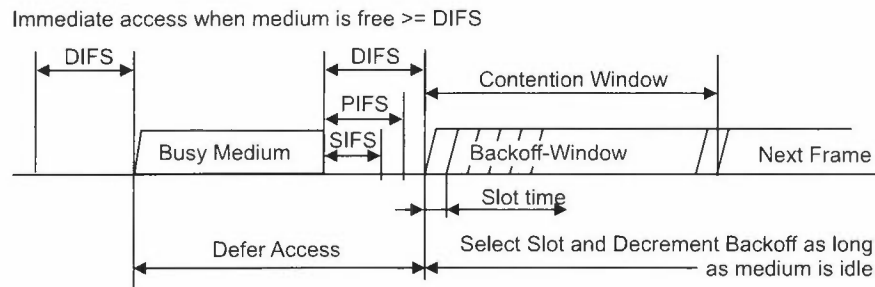 Immediate access when medium is free >= DIFS
DIFS
DIFS
Contention Window
PIFS
SIFS
Busy Medium
Backoff-Window
Next Frame
Slot time
Defer Access
Select Slot and Decrement Backoff as long
as medium is idle